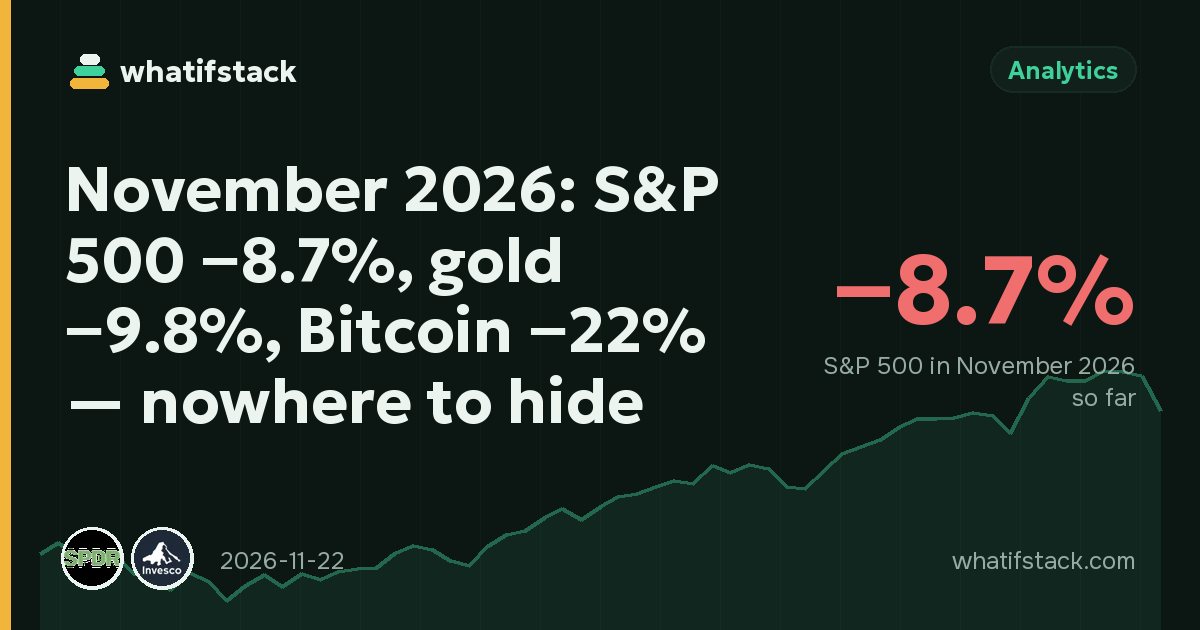 whatifstack
Analytics
November 2026: S&P
500 −8.7%, gold
−9.8%, Bitcoin −22%
— nowhere to hide
−8.7%
S&P 500 in November 2026
so far
SPDR
Invesco
2026-11-22
whatifstack.com